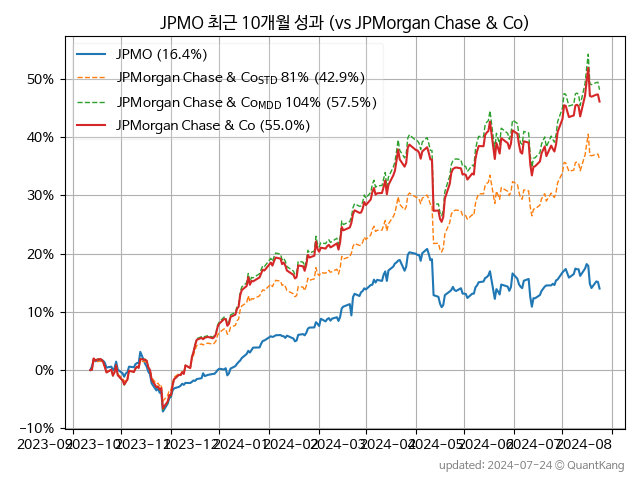 JPMO 최근 10개월 성과 (vs JPMorgan Chase & Co)
JPMO (16.4%)
JPMorgan Chase & CoSTD 81% (42.9%)
JPMorgan Chase & CoMDD 104% (57.5%)
JPMorgan Chase & Co (55.0%)
50%
40%
30%
20%
10%
0%
−10%
2023-09 2023-10 2023-11 2023-12 2024-01 2024-02 2024-03 2024-04 2024-05 2024-06 2024-07 2024-08
updated: 2024-07-24 ⓒ QuantKang